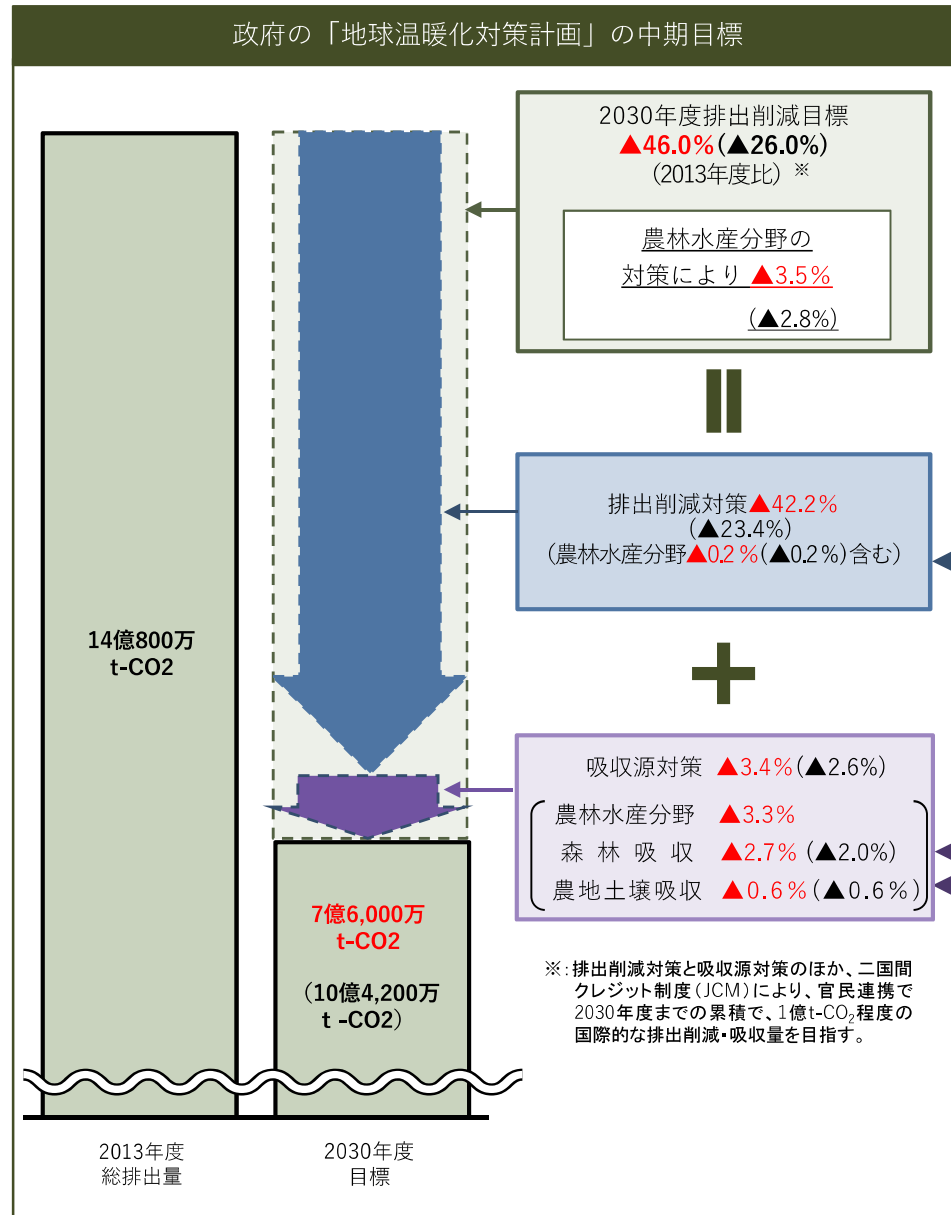 政府の「地球温暖化対策計画」の中期目標
2030年度排出削減目標
▲46.0%(▲26.0%)
(2013年度比) ※
農林水産分野の
対策により ▲3.5%
(▲2.8%)
排出削減対策▲42.2%
(▲23.4%)
(農林水産分野▲0.2%(▲0.2%)含む)
吸収源対策 ▲3.4%(▲2.6%)
農林水産分野 ▲3.3%
森 林 吸 収 ▲2.7% (▲2.0%)
農地土壌吸収 ▲0.6%(▲0.6%)
14億800万
t-CO2
7億6,000万
t-CO2
(10億4,200万
t -CO2)
※:排出削減対策と吸収源対策のほか、二国間
クレジット制度(JCM)により、官民連携で
2030年度までの累積で、1億t-CO₂程度の
国際的な排出削減・吸収量を目指す。
2013年度
総排出量
2030年度
目標